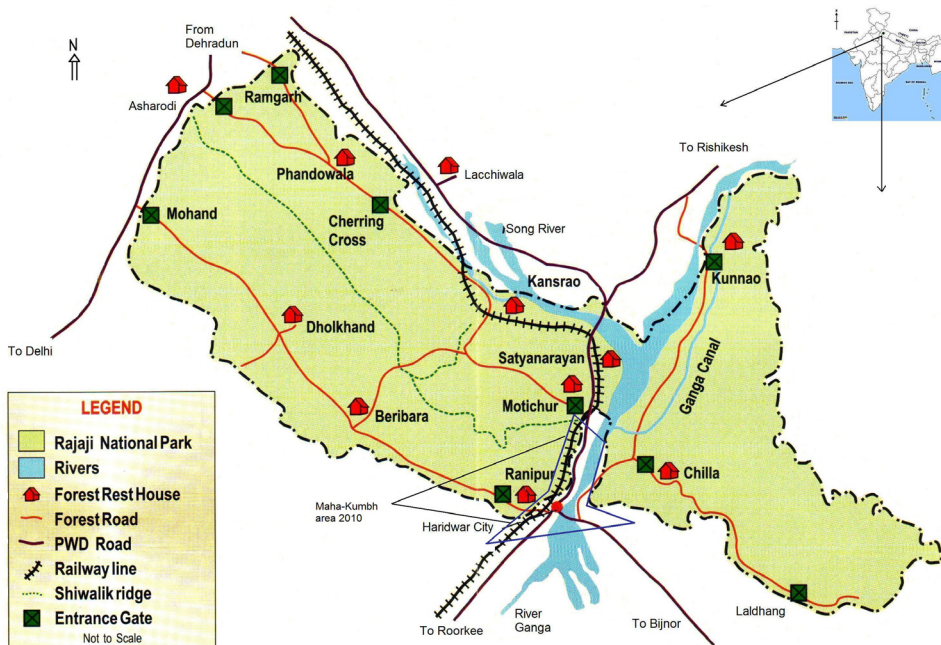 From
Dehradun
N
Asharodi
Ramgarh
Phandowala
Lacchiwala
To Rishikesh
Mohand
Cherring
Cross
Song River
Kansrao
Kunnao
Dholkhand
To Delhi
Satyanarayan
Ganga Canal
Motichur
Beribara
Ranipur
Chilla
Maha-Kumbh
area 2010
Haridwar City
To Roorkee
River
Ganga
To Bijnor
Laldhang
LEGEND
Rajaji National Park
Rivers
Forest Rest House
Forest Road
PWD Road
Railway line
Shiwalik ridge
Entrance Gate
Not to Scale